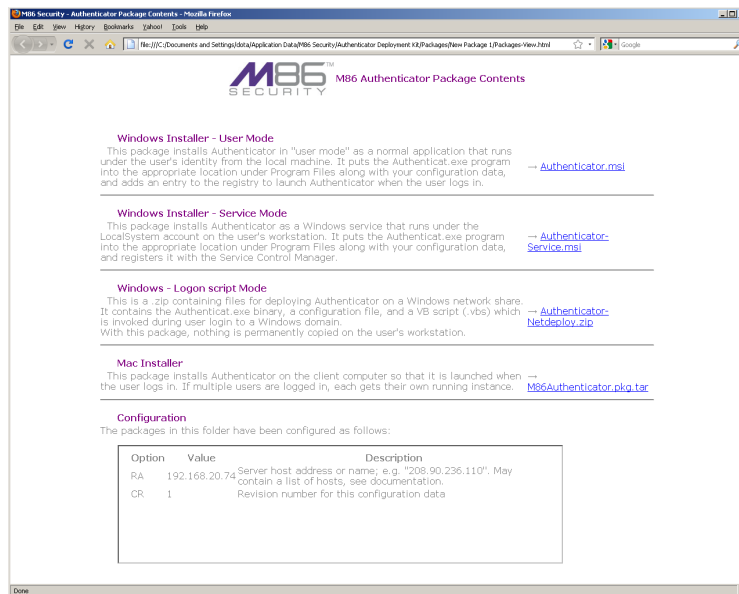 M86 Security - Authenticator Package Contents - Mozilla Firefox
File Edit View History Bookmarks Yahoo! Tools Help
file:///C:/Documents and Settings/dota/Application Data/M86 Security/Authenticator Deployment Kit/Packages/New Package 1/Packages-View.html
Google
M86 TM
SECURITY
M86 Authenticator Package Contents
Windows Installer - User Mode
This package installs Authenticator in "user mode" as a normal application that runs
under the user's identity from the local machine. It puts the Authenticat.exe program
into the appropriate location under Program Files along with your configuration data,
and adds an entry to the registry to launch Authenticator when the user logs in.
→ Authenticator.msi
Windows Installer - Service Mode
This package installs Authenticator as a Windows service that runs under the
LocalSystem account on the user's workstation. It puts the Authenticat.exe program
into the appropriate location under Program Files along with your configuration data,
and registers it with the Service Control Manager.
→ Authenticator-
Service.msi
Windows - Logon script Mode
This is a .zip containing files for deploying Authenticator on a Windows network share.
It contains the Authenticat.exe binary, a configuration file, and a VB script (.vbs) which
is invoked during user login to a Windows domain.
With this package, nothing is permanently copied on the user's workstation.
→ Authenticator-
Netdeploy.zip
Mac Installer
This package installs Authenticator on the client computer so that it is launched when
the user logs in. If multiple users are logged in, each gets their own running instance.
→
M86Authenticator.pkg.tar
Configuration
The packages in this folder have been configured as follows:
Option Value Description
RA 192.168.20.74 Server host address or name; e.g. "208.90.236.110". May
contain a list of hosts, see documentation.
CR 1 Revision number for this configuration data
Done